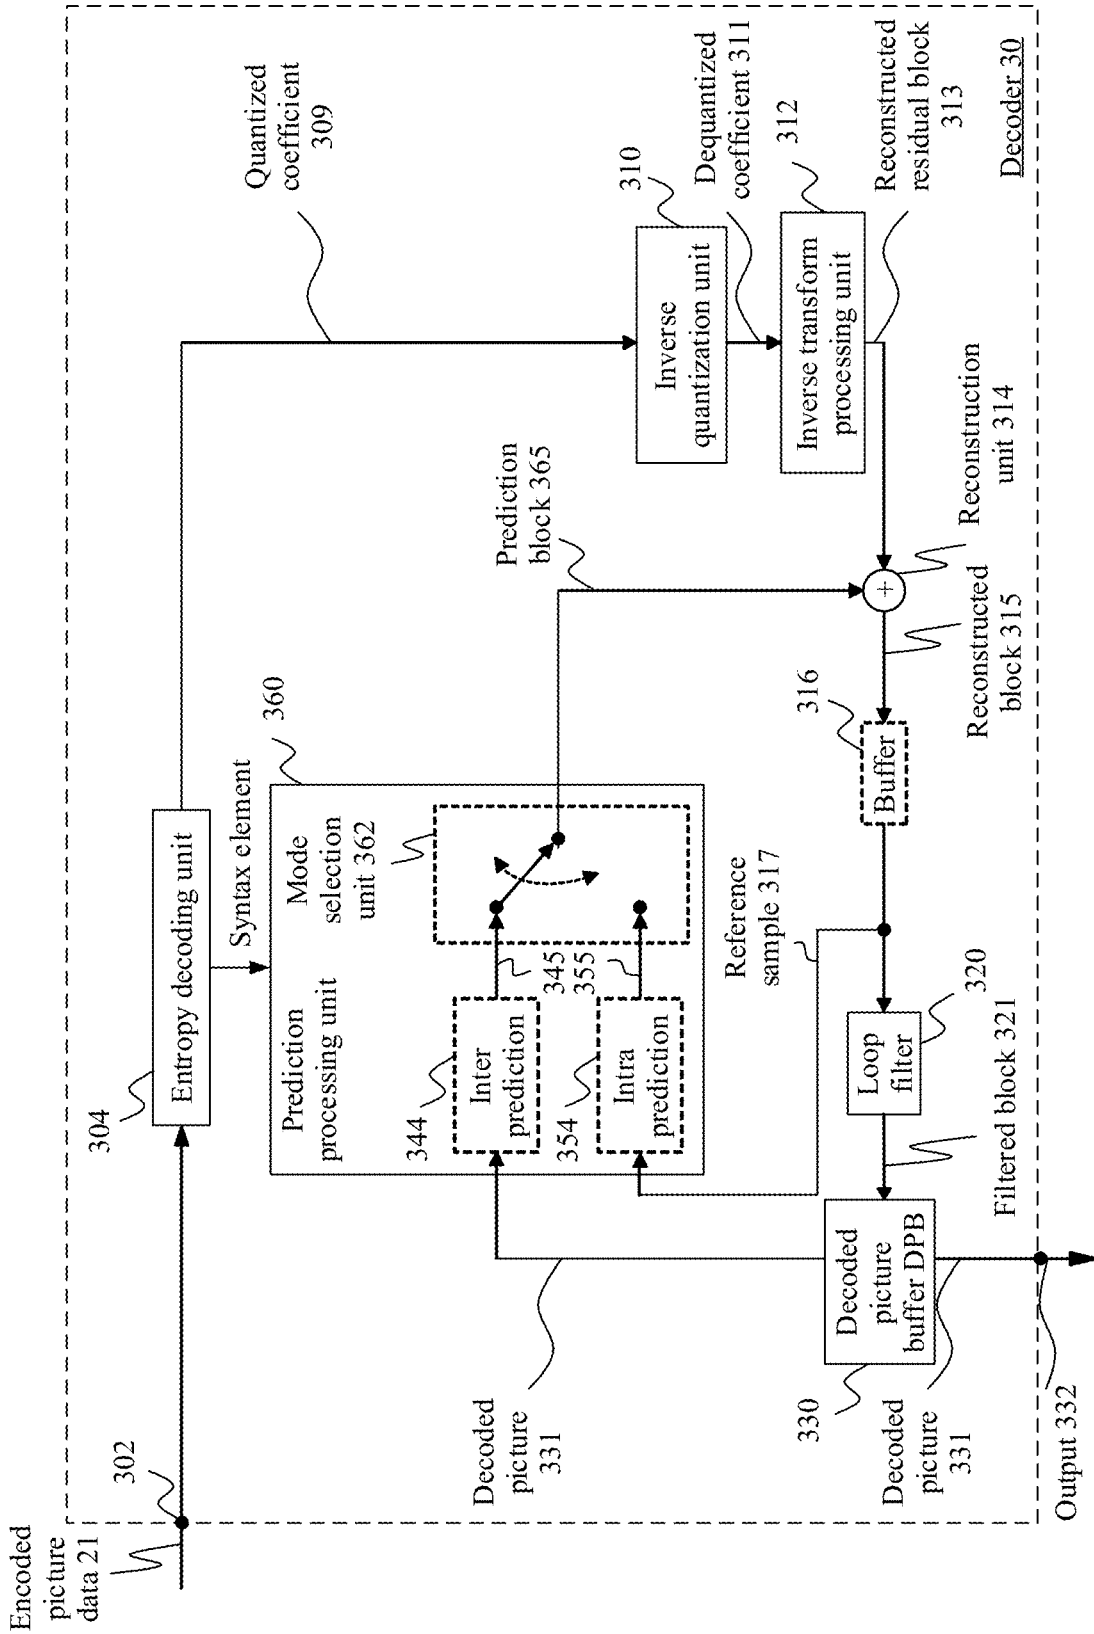 Encoded
picture
data 21
302
304
Entropy decoding unit
Syntax element
Quantized
coefficient
309
360
Prediction
processing unit
Mode
selection
unit 362
344
Inter
prediction
345
354
Intra
prediction
355
Prediction
block 365
310
Inverse
quantization unit
Dequantized
coefficient 311
312
Inverse transform
processing unit
Reconstructed
residual block
313
Decoded
picture
331
Reference
sample 317
316
Buffer
+
Reconstruction
unit 314
Reconstructed
block 315
320
Loop
filter
Filtered block 321
330
Decoded
picture
buffer DPB
Decoded
picture
331
Output 332
Decoder 30